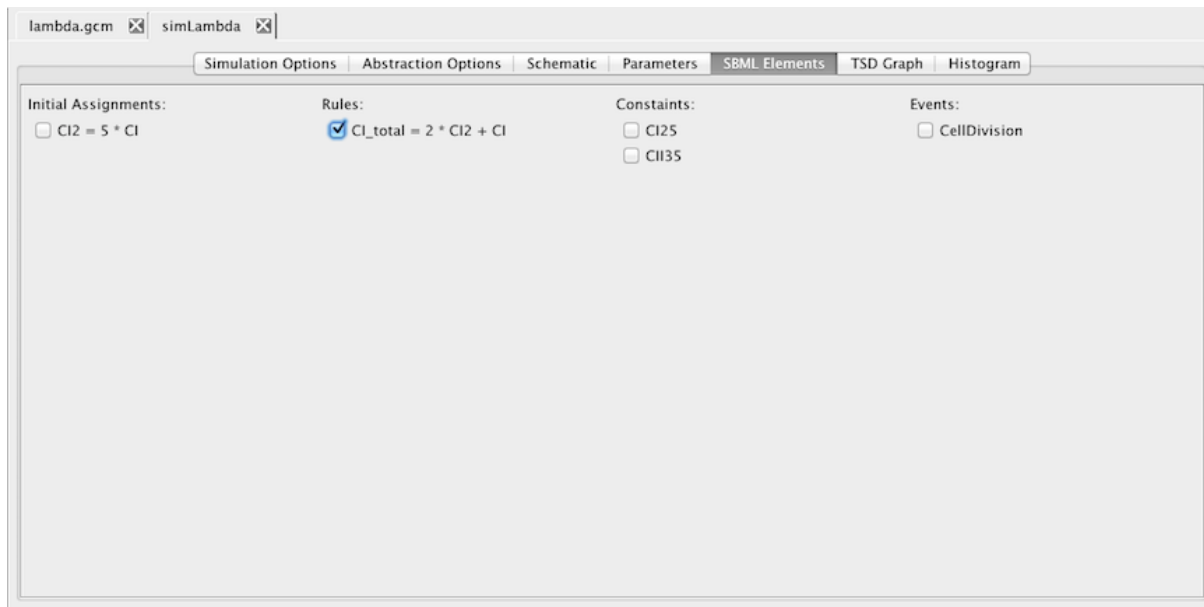 lambda.gcm simLambda
Simulation Options Abstraction Options Schematic Parameters SBML Elements TSD Graph Histogram
Initial Assignments: Rules: Constaints: Events:
CI2 = 5 * CI CI_total = 2 * CI2 + CI CI25 CellDivision
CII35